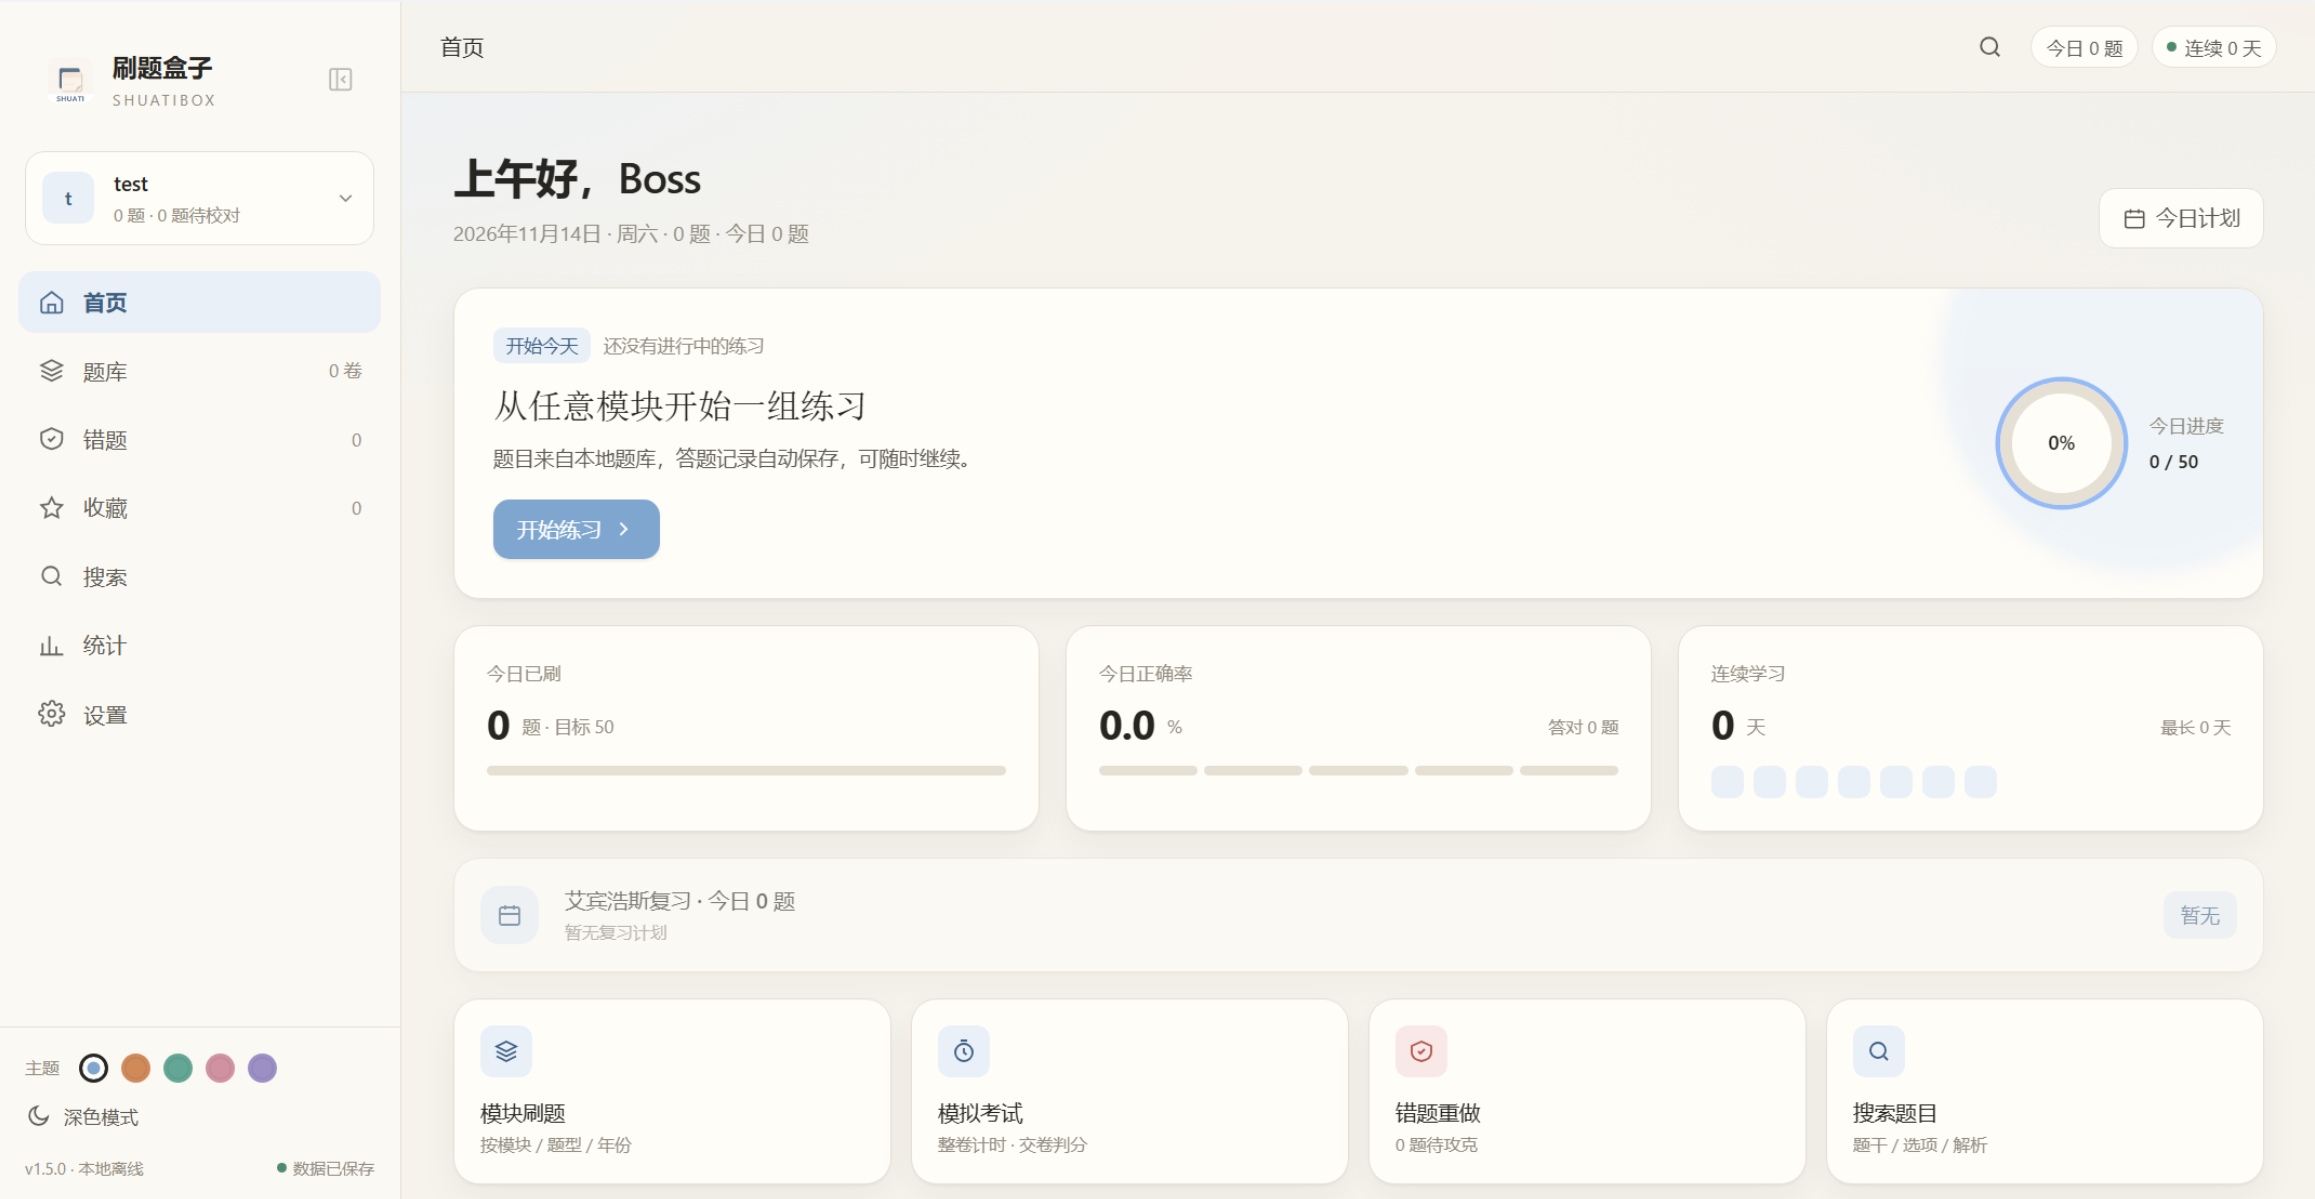 刷题盒子
SHUATIBOX
SHUATI
test
t
0 题 · 0 题待校对
首页
题库
0 卷
错题
0
收藏
0
搜索
统计
设置
主题
深色模式
v1.5.0 · 本地离线
数据已保存
首页
今日 0 题
连续 0 天
上午好，Boss
2026年11月14日 · 周六 · 0 题 · 今日 0 题
今日计划
开始今天 还没有进行中的练习
从任意模块开始一组练习
题目来自本地题库，答题记录自动保存，可随时继续。
开始练习
0%
今日进度
0 / 50
今日已刷
0 题 · 目标 50
今日正确率
0.0 %
答对 0 题
连续学习
0 天
最长 0 天
艾宾浩斯复习 · 今日 0 题
暂无复习计划
暂无
模块刷题
按模块 / 题型 / 年份
模拟考试
整卷计时 · 交卷判分
错题重做
0 题待攻克
搜索题目
题干 / 选项 / 解析